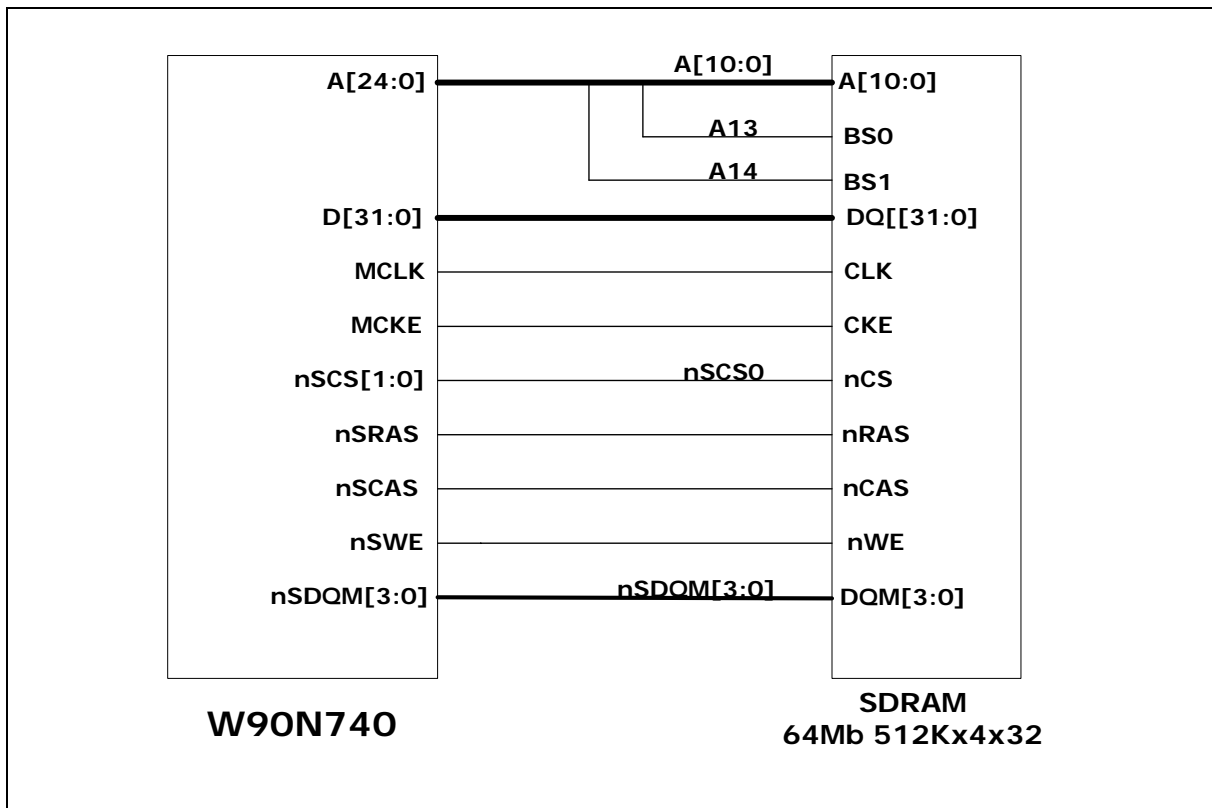 A[24:0] A[10:0] A[10:0]
A13 BS0
A14 BS1
D[31:0] DQ[[31:0]
MCLK CLK
MCKE CKE
nSCS[1:0] nSCS0 nCS
nSRAS nRAS
nSCAS nCAS
nSWE nWE
nSDQM[3:0] nSDQM[3:0] DQM[3:0]
W90N740
SDRAM
64Mb 512Kx4x32